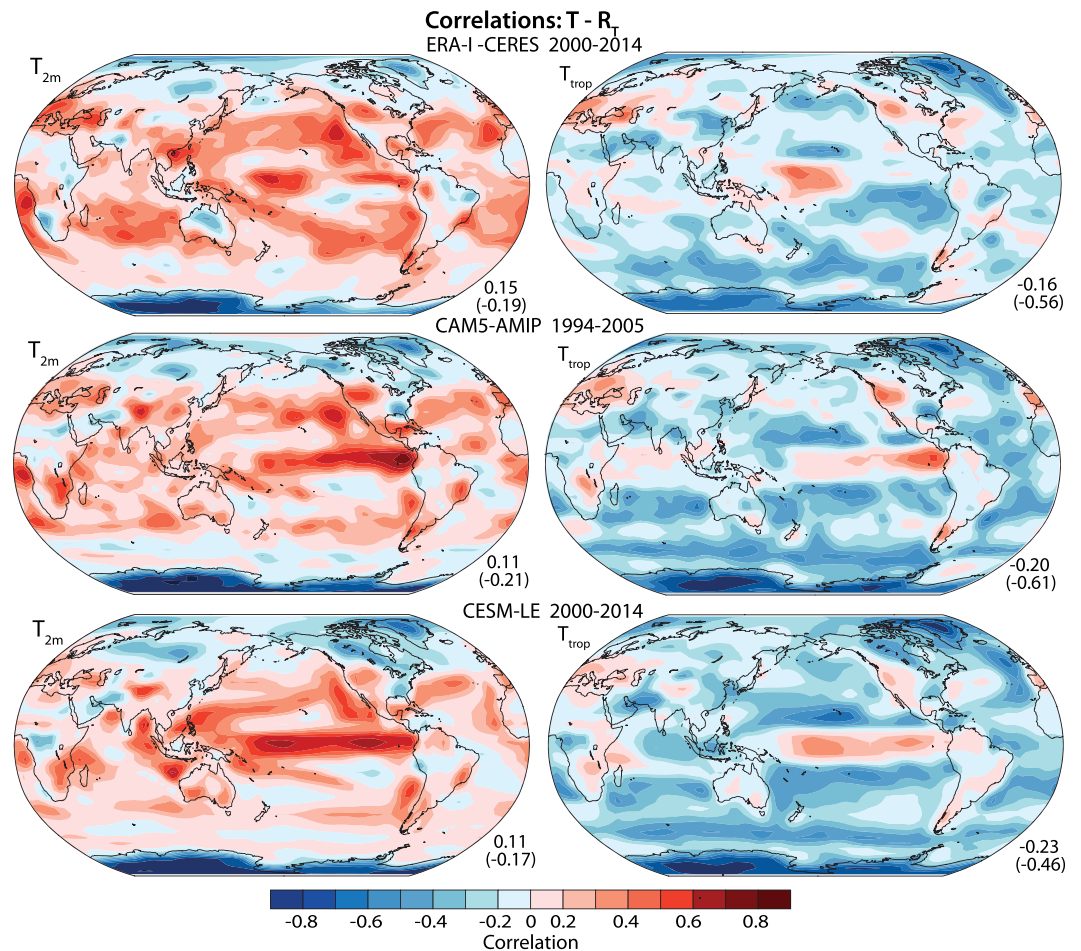 Correlations: T - R_T
ERA-I -CERES 2000-2014
T_2m
T_trop
0.15
(-0.19)
-0.16
(-0.56)
CAM5-AMIP 1994-2005
T_2m
T_trop
0.11
(-0.21)
-0.20
(-0.61)
CESM-LE 2000-2014
T_2m
T_trop
0.11
(-0.17)
-0.23
(-0.46)
-0.8 -0.6 -0.4 -0.2 0 0.2 0.4 0.6 0.8
Correlation